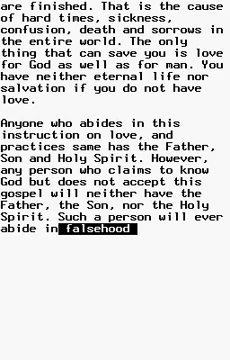 are finished. That is the cause
of hard times, sickness,
confusion, death and sorrows in
the entire world. The only
thing that can save you is love
for God as well as for man. You
have neither eternal life nor
salvation if you do not have
love.

Anyone who abides in this
instruction on love, and
practices same has the Father,
Son and Holy Spirit. However,
any person who claims to know
God but does not accept this
gospel will neither have the
Father, the Son, nor the Holy
Spirit. Such a person will ever
abide in falsehood